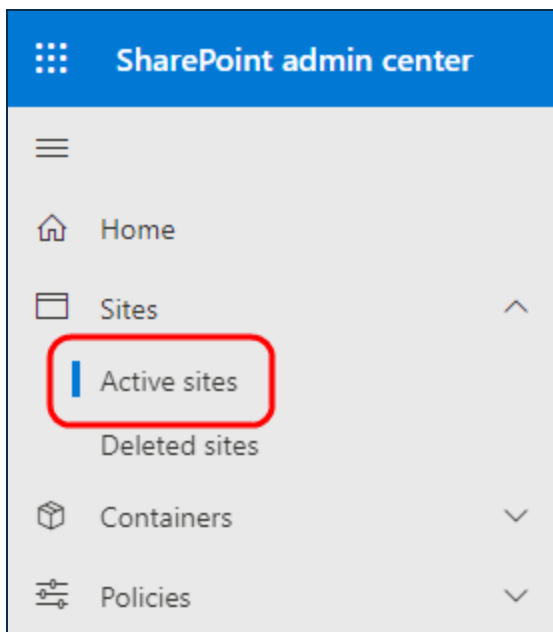 SharePoint admin center
Home
Sites
Active sites
Deleted sites
Containers
Policies